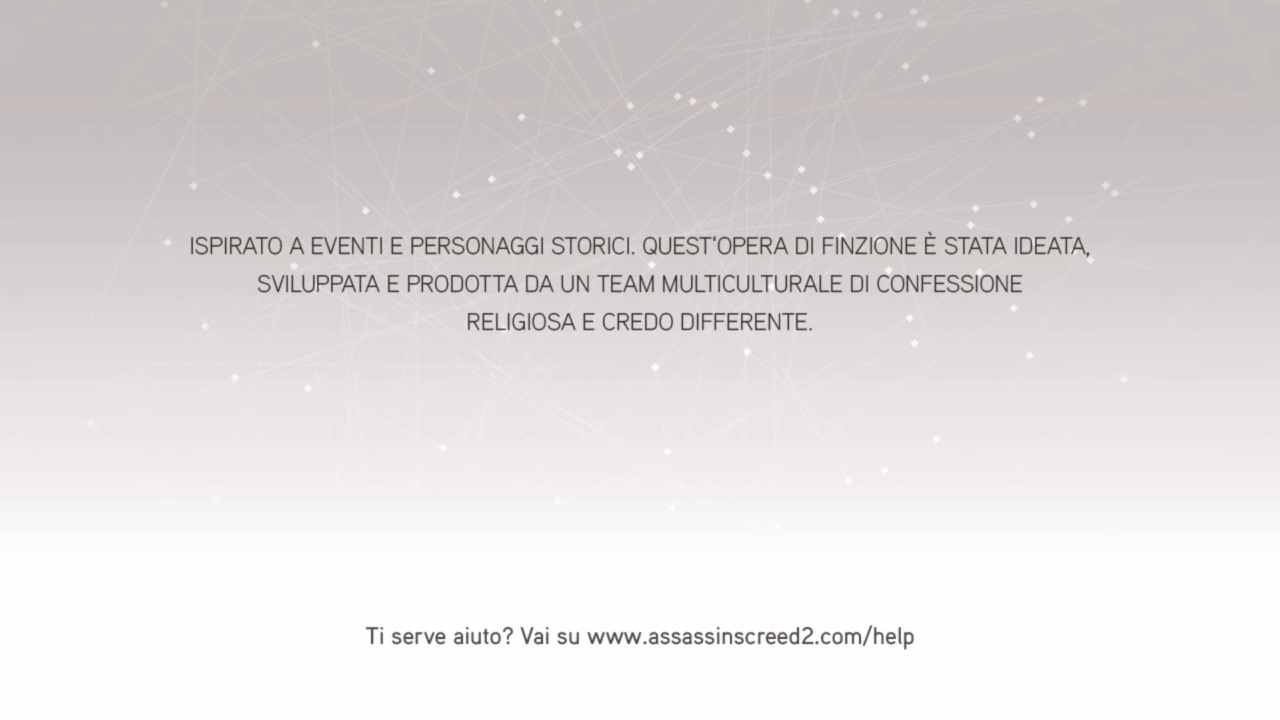 ISPIRATO A EVENTI E PERSONAGGI STORICI. QUEST'OPERA DI FINZIONE È STATA IDEATA,
SVILUPPATA E PRODOTTA DA UN TEAM MULTICULTURALE DI CONFESSIONE
RELIGIOSA E CREDO DIFFERENTE.
Ti serve aiuto? Vai su www.assassinscreed2.com/help